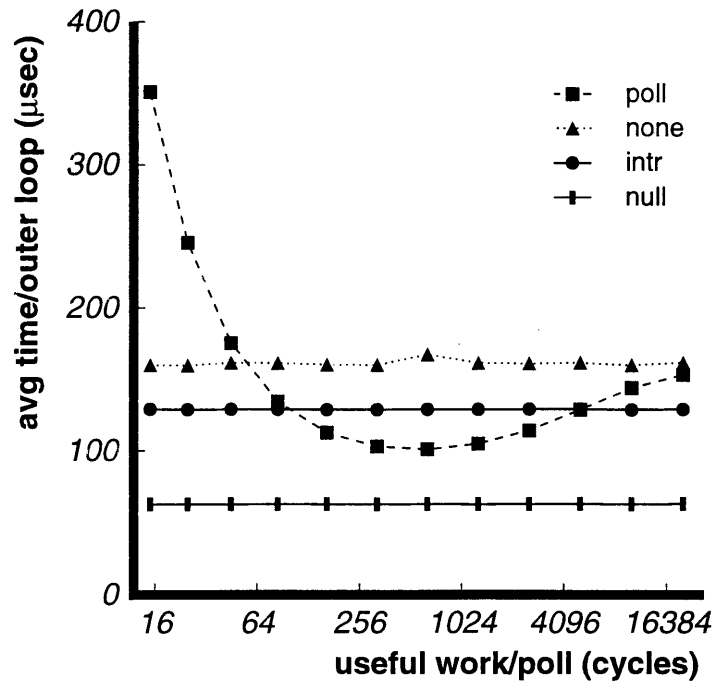 avg time/outer loop (μsec)
400
300
200
100
0
poll
none
intr
null
16 64 256 1024 4096 16384
useful work/poll (cycles)